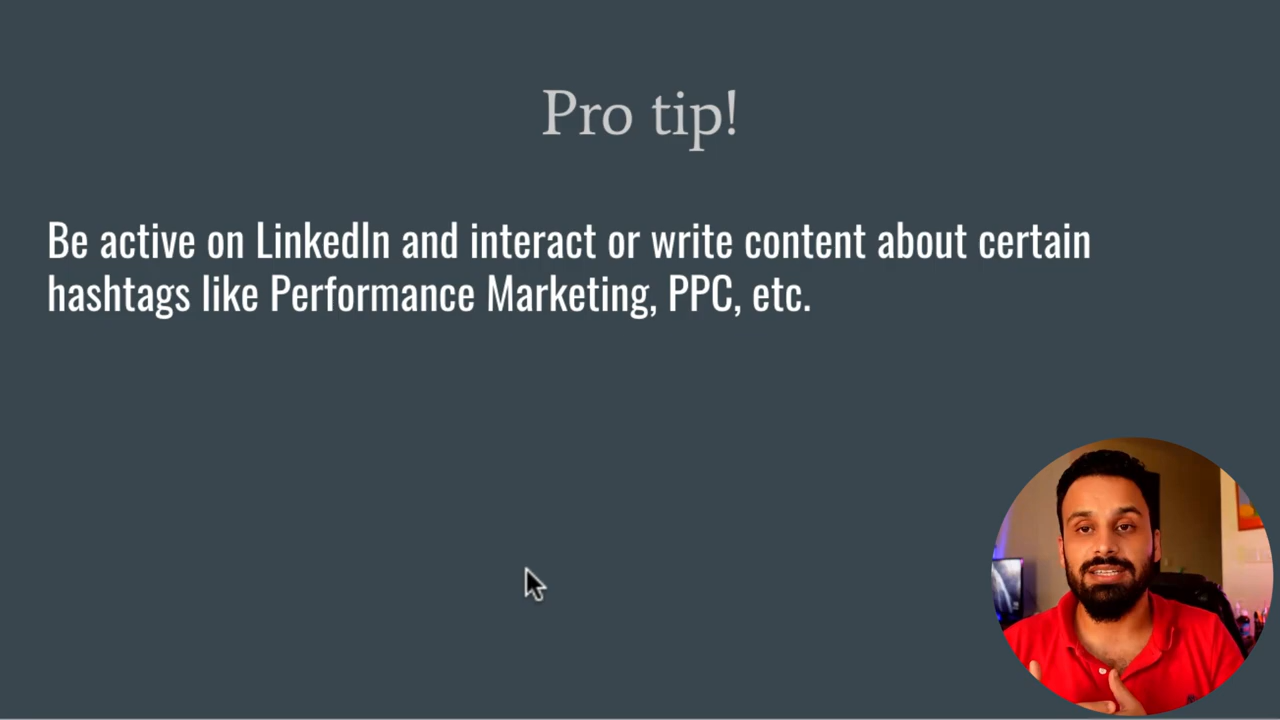 Pro tip!
Be active on LinkedIn and interact or write content about certain
hashtags like Performance Marketing, PPC, etc.